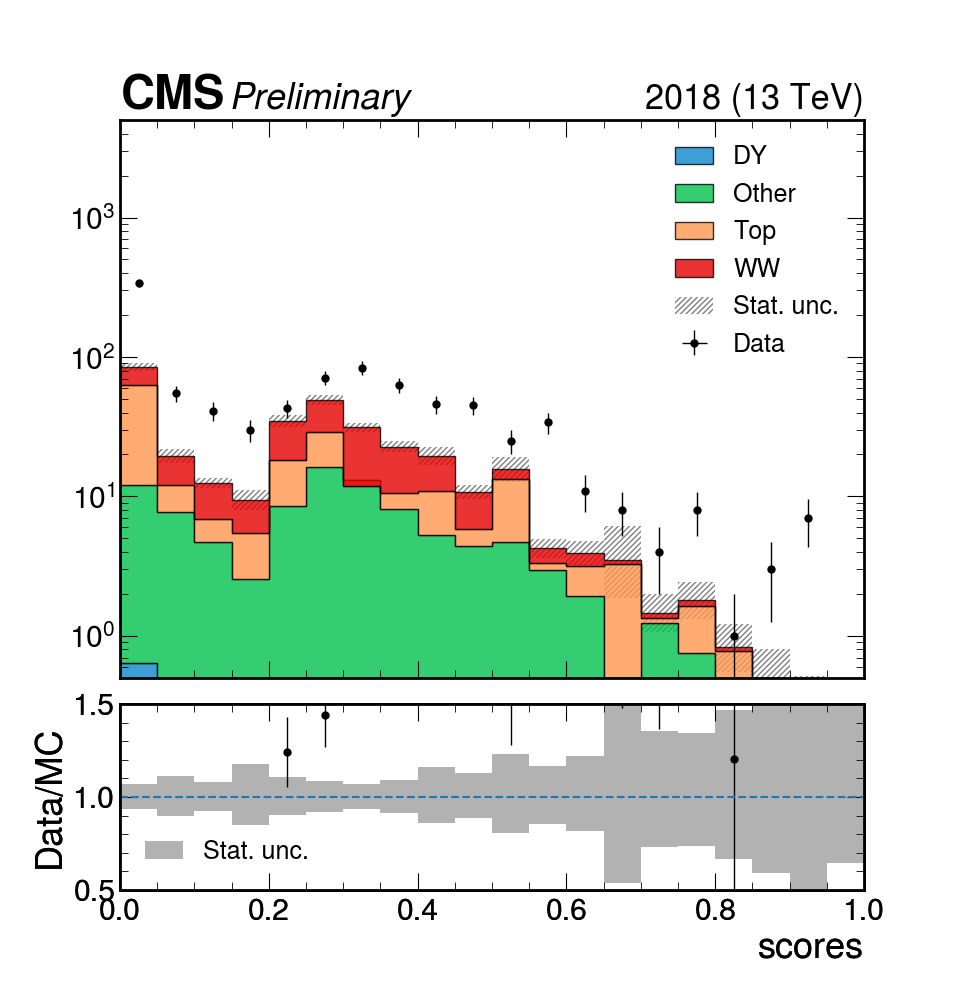 CMS Preliminary 2018 (13 TeV)
DY
Other
Top
WW
Stat. unc.
Data
10³
10²
10¹
10⁰
1.5
1.0
0.5
Data/MC
Stat. unc.
0.0 0.2 0.4 0.6 0.8 1.0
scores